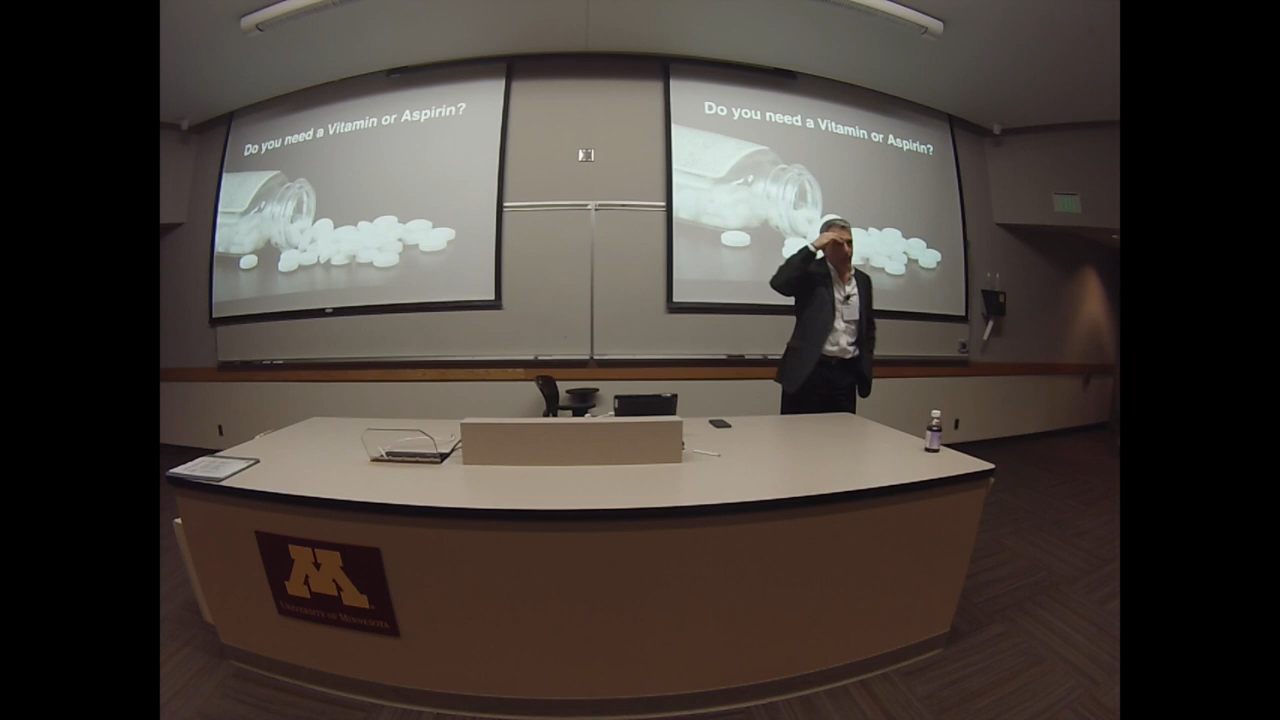 Do you need a Vitamin or Aspirin?
Do you need a Vitamin or Aspirin?
M
UNIVERSITY OF MINNESOTA